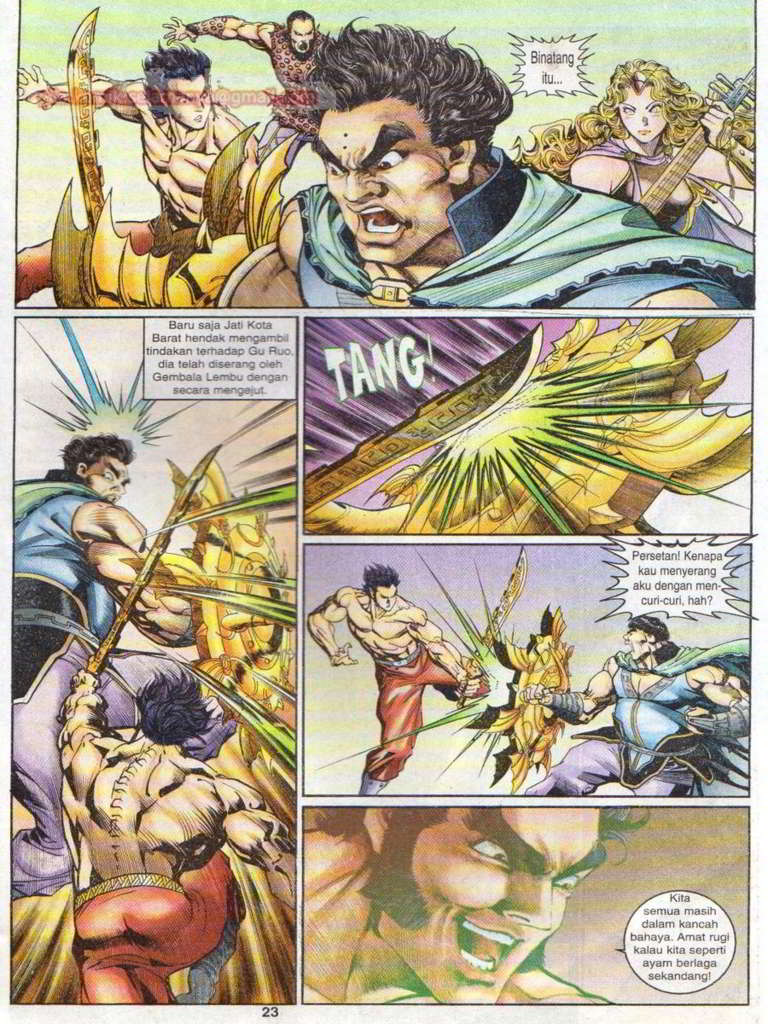 Binatang
itu...
Baru saja Jati Kota
Barat hendak mengambil
tindakan terhadap Gu Ruo,
dia telah diserang oleh
Gembala Lembu dengan
secara mengejut.
TANG!
Persetan! Kenapa
kau menyerang
aku dengan men-
curi-curi, hah?
Kita
semua masih
dalam kancah
bahaya. Amat rugi
kalau kita seperti
ayam berlaga
sekandang!
23